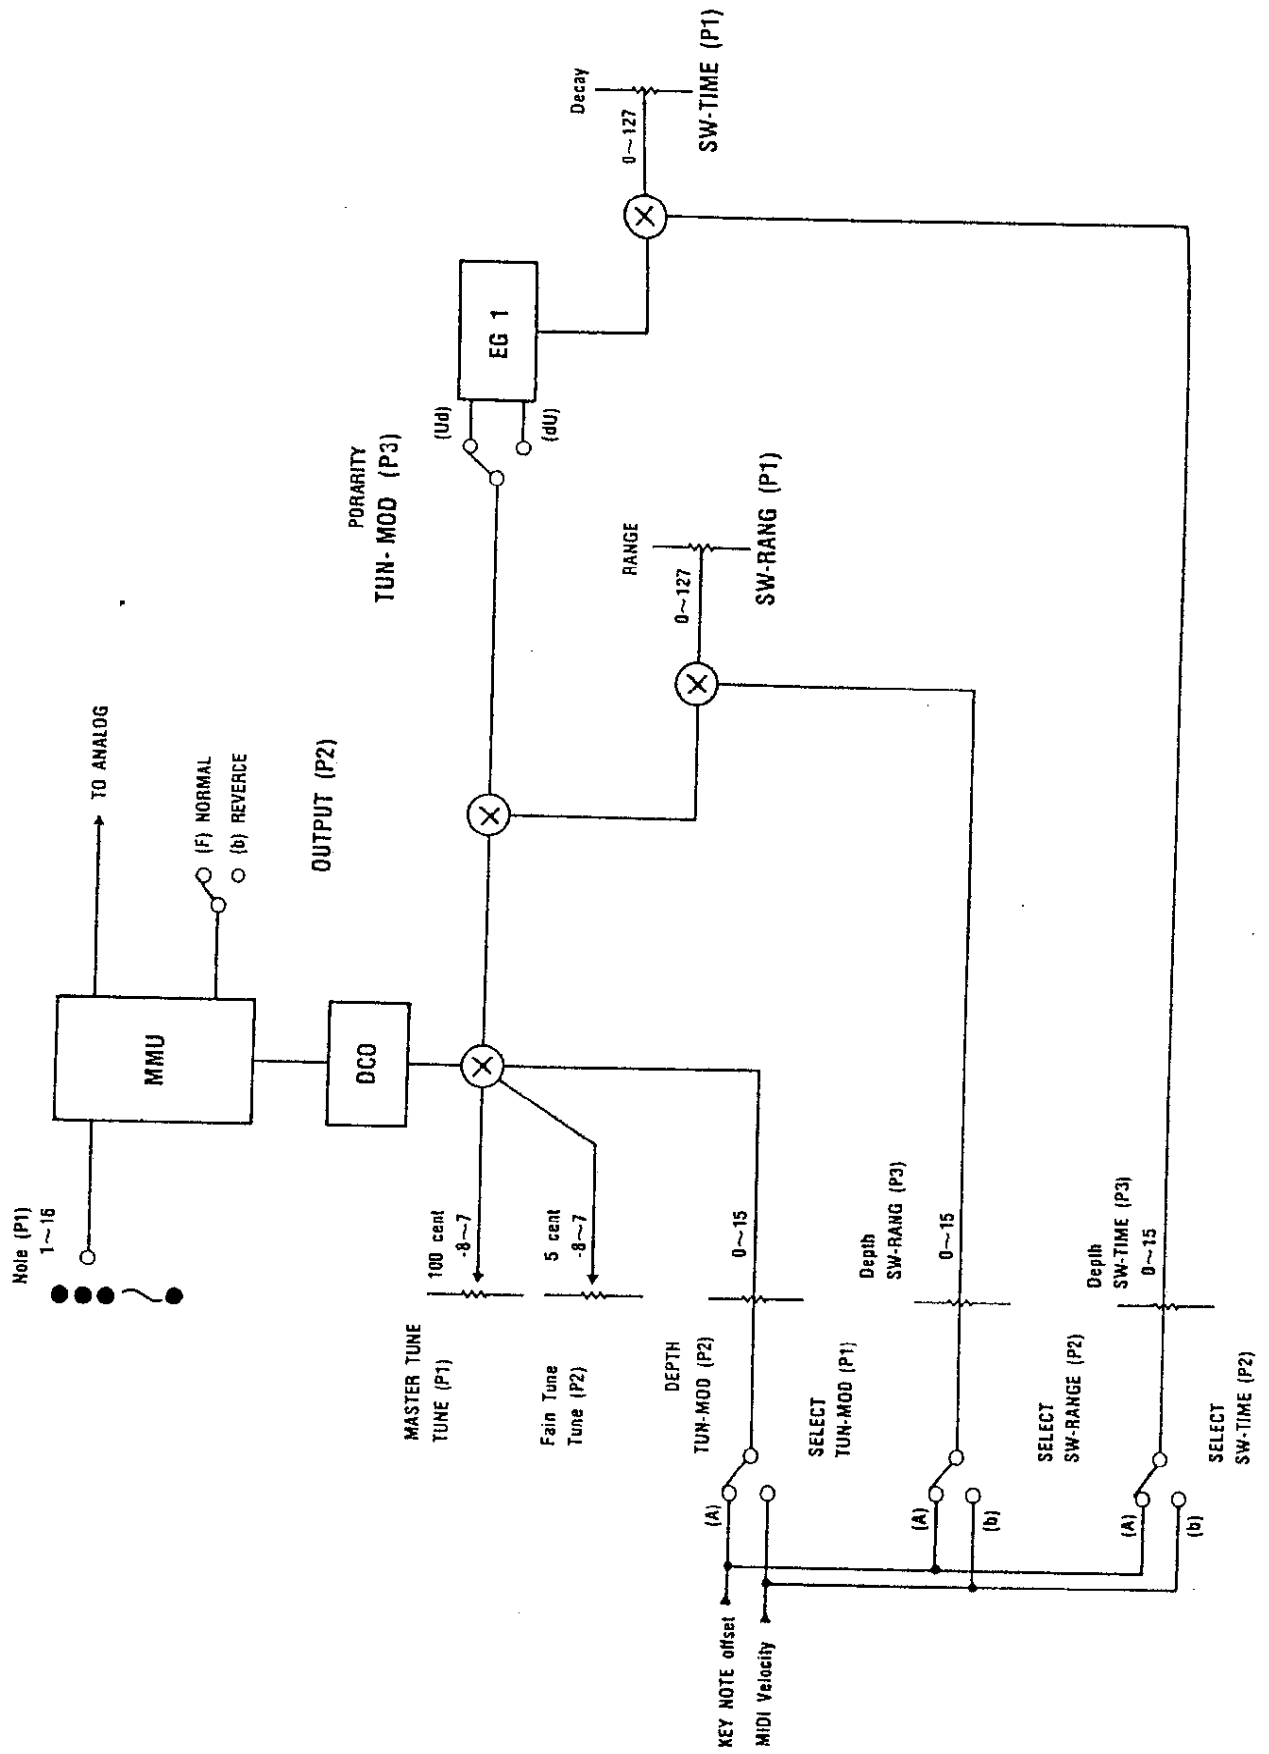 Note (P1)
1~16
MMU
TO ANALOG
(F) NORMAL
(b) REVERCE
OUTPUT (P2)
DCO
MASTER TUNE
TUNE (P1)
100 cent
-8~7
Fain Tune
Tune (P2)
5 cent
-8~7
PORARITY
TUN-MOD (P3)
(Ud)
(dU)
EG 1
Decay
0~127
SW-TIME (P1)
RANGE
0~127
SW-RANG (P1)
DEPTH
TUN-MOD (P2)
0~15
SELECT
TUN-MOD (P1)
(A)
Depth
SW-RANG (P3)
0~15
SELECT
SW-RANGE (P2)
(A)
(b)
Depth
SW-TIME (P3)
0~15
SELECT
SW-TIME (P2)
(A)
(b)
KEY NOTE offset
MIDI Velocity